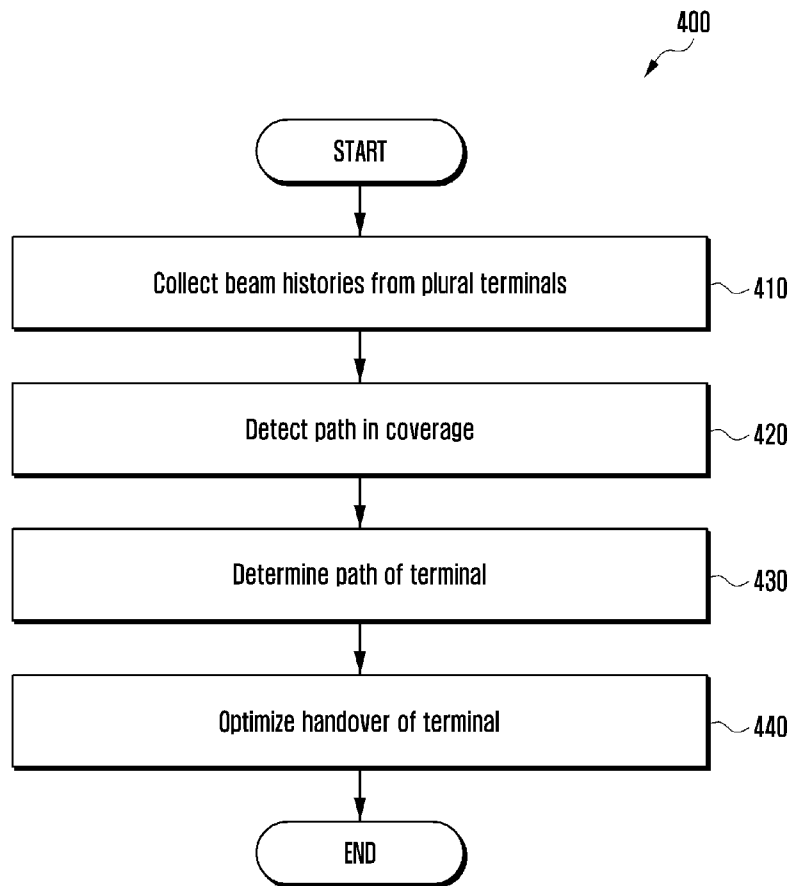 400
START
Collect beam histories from plural terminals
410
Detect path in coverage
420
Determine path of terminal
430
Optimize handover of terminal
440
END